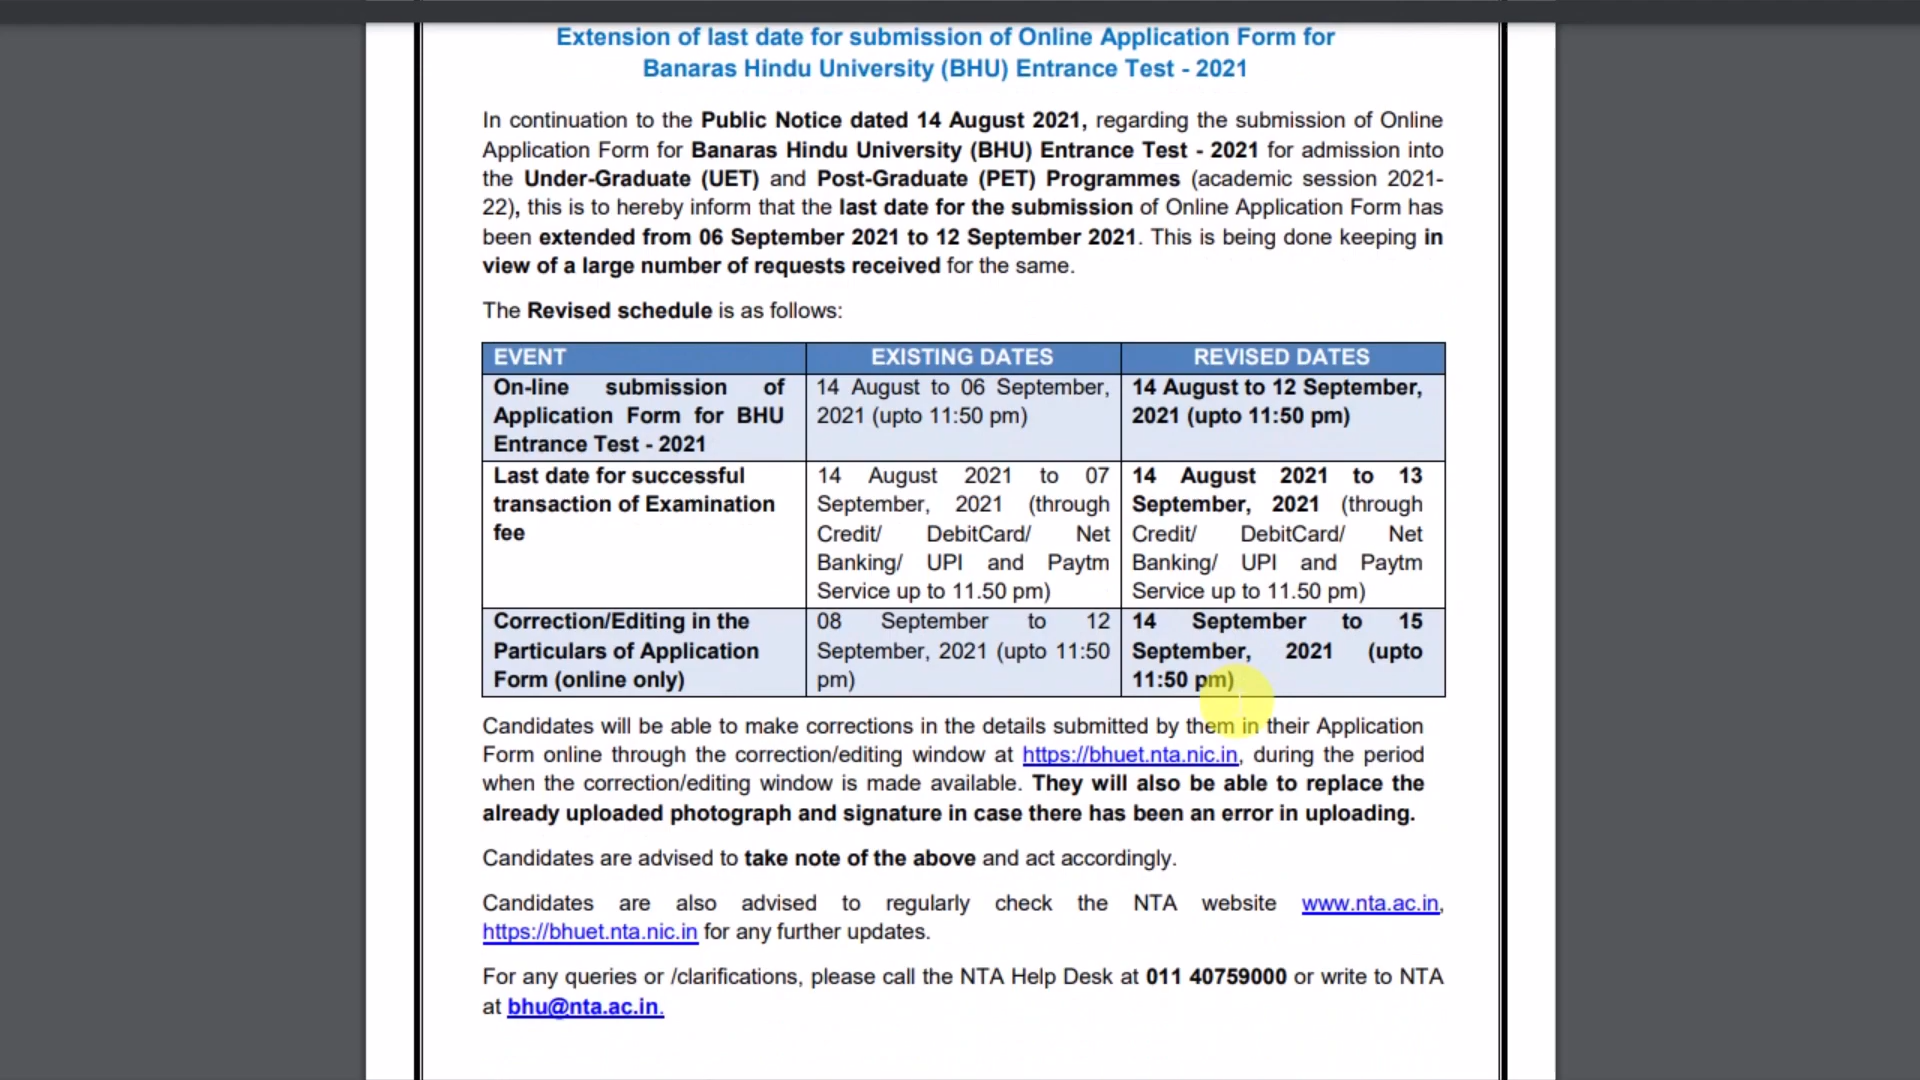 Extension of last date for submission of Online Application Form for
Banaras Hindu University (BHU) Entrance Test - 2021
In continuation to the Public Notice dated 14 August 2021, regarding the submission of Online
Application Form for Banaras Hindu University (BHU) Entrance Test - 2021 for admission into
the Under-Graduate (UET) and Post-Graduate (PET) Programmes (academic session 2021-
22), this is to hereby inform that the last date for the submission of Online Application Form has
been extended from 06 September 2021 to 12 September 2021. This is being done keeping in
view of a large number of requests received for the same.
The Revised schedule is as follows:
EVENT EXISTING DATES REVISED DATES
On-line submission of
Application Form for BHU
Entrance Test - 2021
14 August to 06 September,
2021 (upto 11:50 pm)
14 August to 12 September,
2021 (upto 11:50 pm)
Last date for successful
transaction of Examination
fee
14 August 2021 to 07
September, 2021 (through
Credit/ DebitCard/ Net
Banking/ UPI and Paytm
Service up to 11.50 pm)
14 August 2021 to 13
September, 2021 (through
Credit/ DebitCard/ Net
Banking/ UPI and Paytm
Service up to 11.50 pm)
Correction/Editing in the
Particulars of Application
Form (online only)
08 September to 12
September, 2021 (upto 11:50
pm)
14 September to 15
September, 2021 (upto
11:50 pm)
Candidates will be able to make corrections in the details submitted by them in their Application
Form online through the correction/editing window at https://bhuet.nta.nic.in, during the period
when the correction/editing window is made available. They will also be able to replace the
already uploaded photograph and signature in case there has been an error in uploading.
Candidates are advised to take note of the above and act accordingly.
Candidates are also advised to regularly check the NTA website www.nta.ac.in,
https://bhuet.nta.nic.in for any further updates.
For any queries or /clarifications, please call the NTA Help Desk at 011 40759000 or write to NTA
at bhu@nta.ac.in.